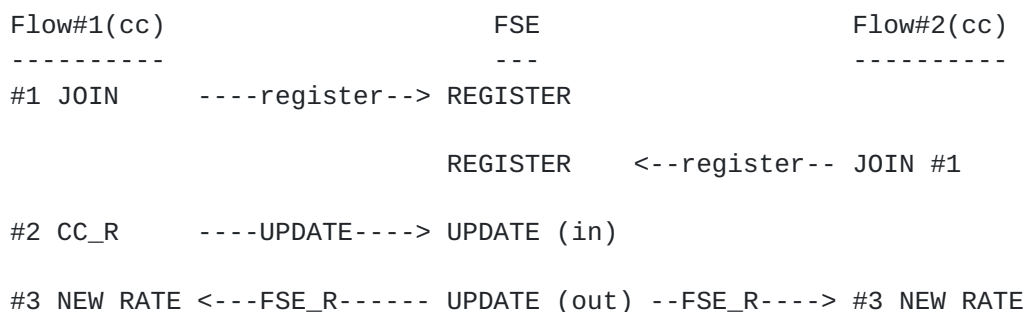 Flow#1(cc)                     FSE                    Flow#2(cc)
----------                     ---                    ----------
#1 JOIN     ----register--> REGISTER
                            REGISTER    <--register-- JOIN #1
#2 CC_R     ----UPDATE----> UPDATE (in)
#3 NEW RATE <---FSE_R------ UPDATE (out) --FSE_R----> #3 NEW RATE